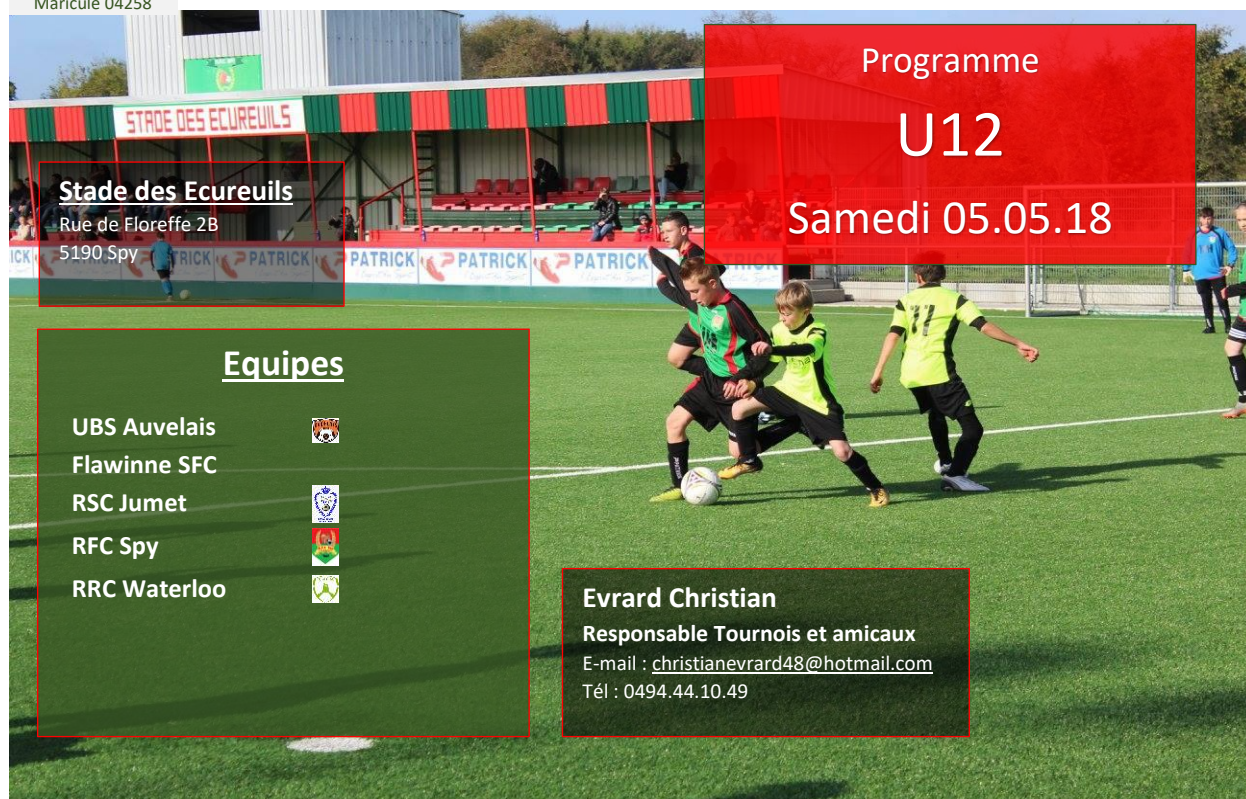 Maricule 04258
Programme
U12
Samedi 05.05.18
STADE DES ECUREUILS
Stade des Ecureuils
Rue de Floreffe 2B
5190 Spy
PATRICK PATRICK PATRICK PATRICK
Equipes
UBS Auvelais
Flawinne SFC
RSC Jumet
RFC Spy
RRC Waterloo
77
Evrard Christian
Responsable Tournois et amicaux
E-mail : christianevrard48@hotmail.com
Tél : 0494.44.10.49